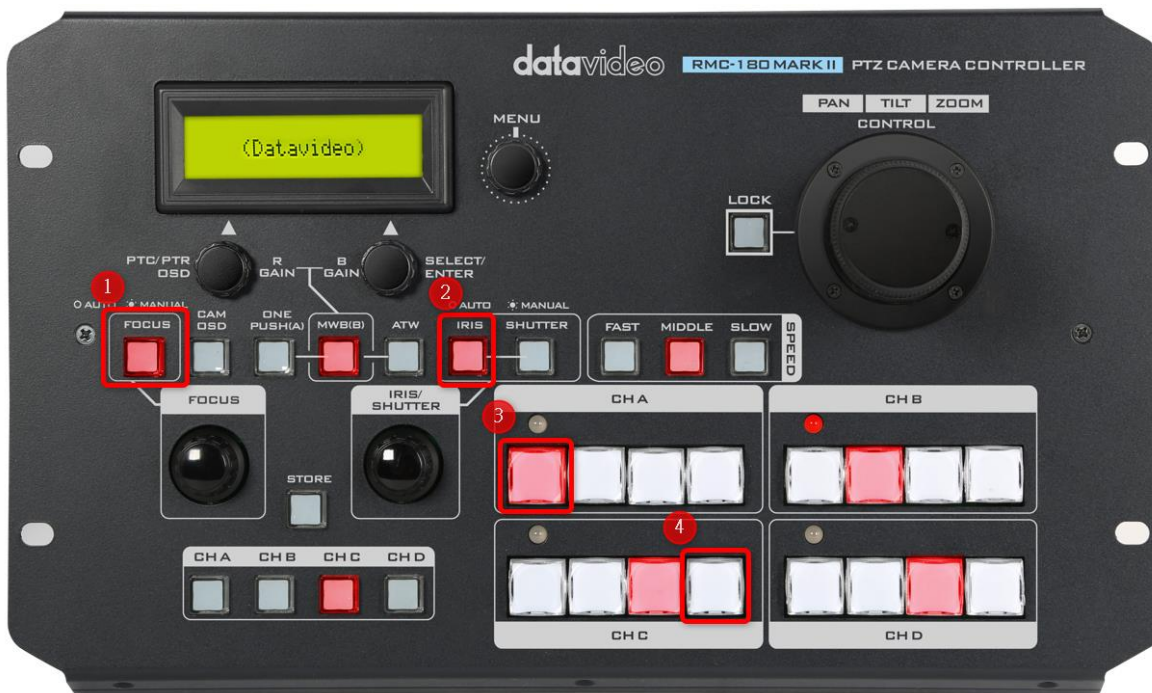 datavideo RMC-180 MARK II PTZ CAMERA CONTROLLER
(Datavideo)
MENU
PAN TILT ZOOM
CONTROL
LOCK
PTC/PTR OSD
R GAIN
B GAIN
SELECT/ ENTER
1
2
AUTO MANUAL
AUTO MANUAL
FOCUS
CAM OSD
ONE PUSH(A)
MWB(B)
ATW
IRIS
SHUTTER
FAST
MIDDLE
SLOW
SPEED
FOCUS
IRIS/ SHUTTER
CH A
CH B
3
STORE
4
CH A CH B CH C CH D
CH C
CH D